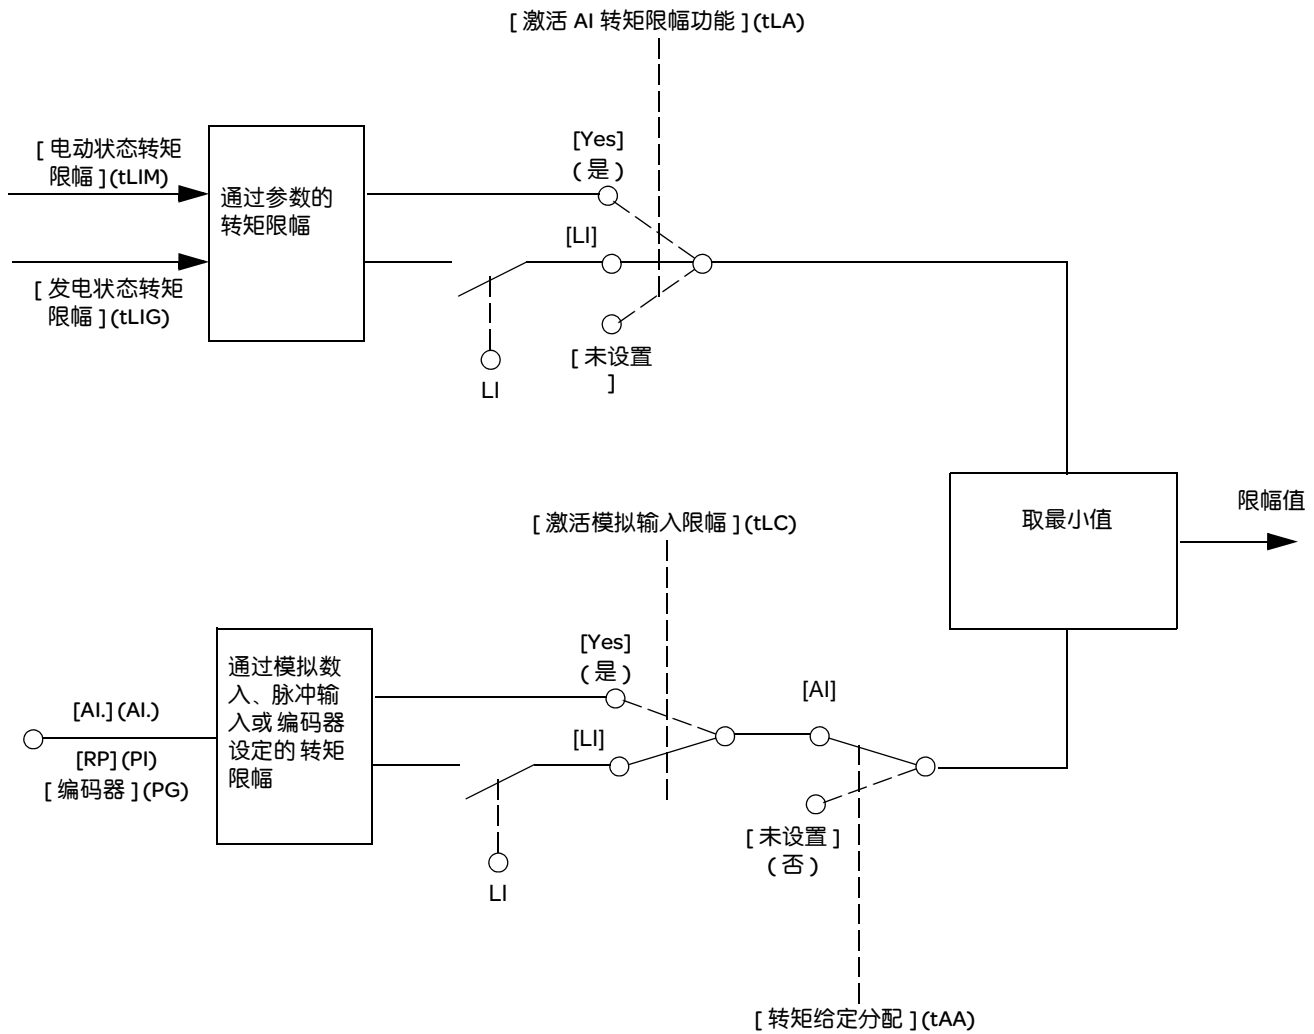 [ 激活 AI 转矩限幅功能 ] (tLA)
[ 电动状态转矩
限幅 ] (tLIM)
[Yes]
( 是 )
通过参数的
转矩限幅
[LI]
[ 发电状态转矩
限幅 ] (tLIG)
[ 未设置
]
LI
[ 激活模拟输入限幅 ] (tLC)
取最小值
限幅值
[Yes]
( 是 )
通过模拟数
入、脉冲输
入或 编码器
设定的 转矩
限幅
[AI.] (AI.)
[RP] (PI)
[ 编码器 ] (PG)
[LI]
[AI]
[ 未设置 ]
( 否 )
LI
[ 转矩给定分配 ] (tAA)